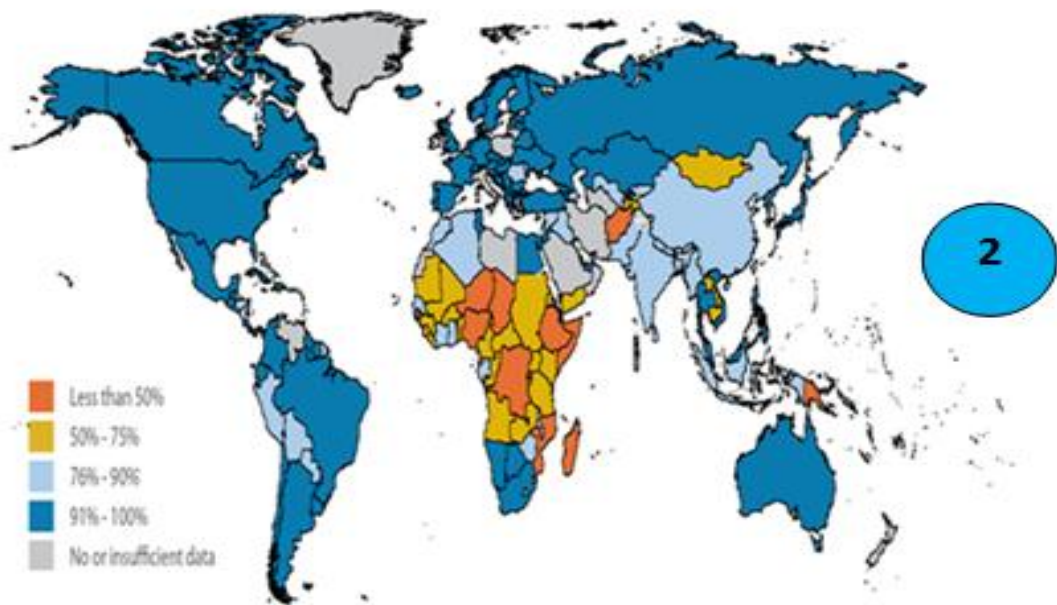 2
Less than 50%
50% - 75%
76% - 90%
91% - 100%
No or insufficient data